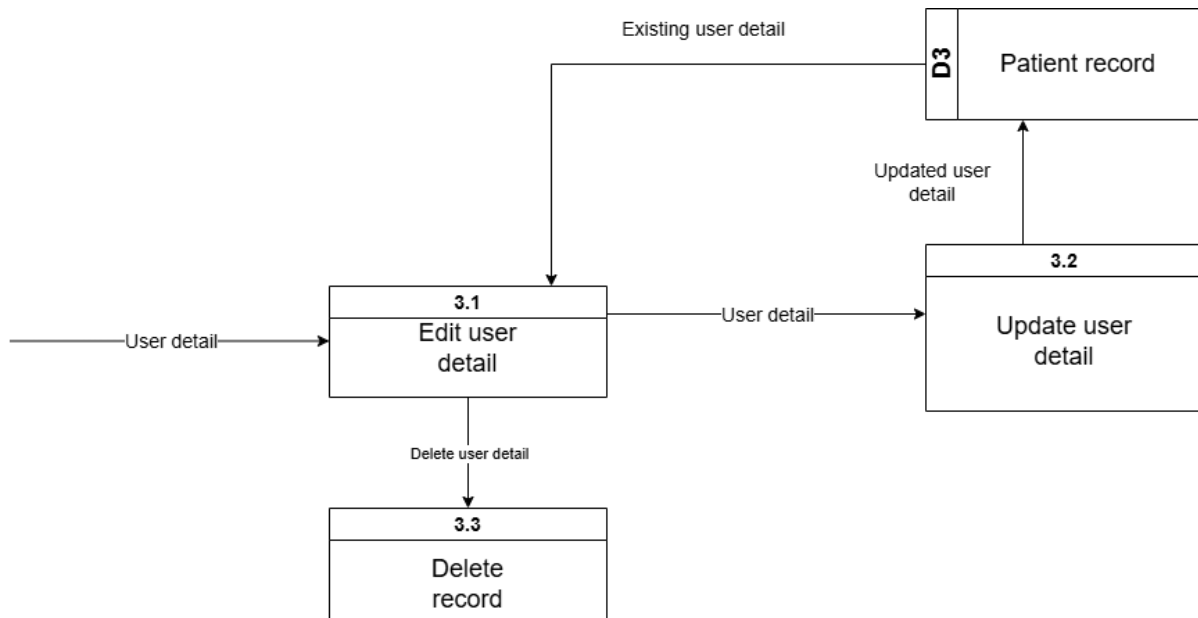 Existing user detail
D3
Patient record
Updated user
detail
3.2
Update user
detail
3.1
Edit user
detail
User detail
User detail
Delete user detail
3.3
Delete
record